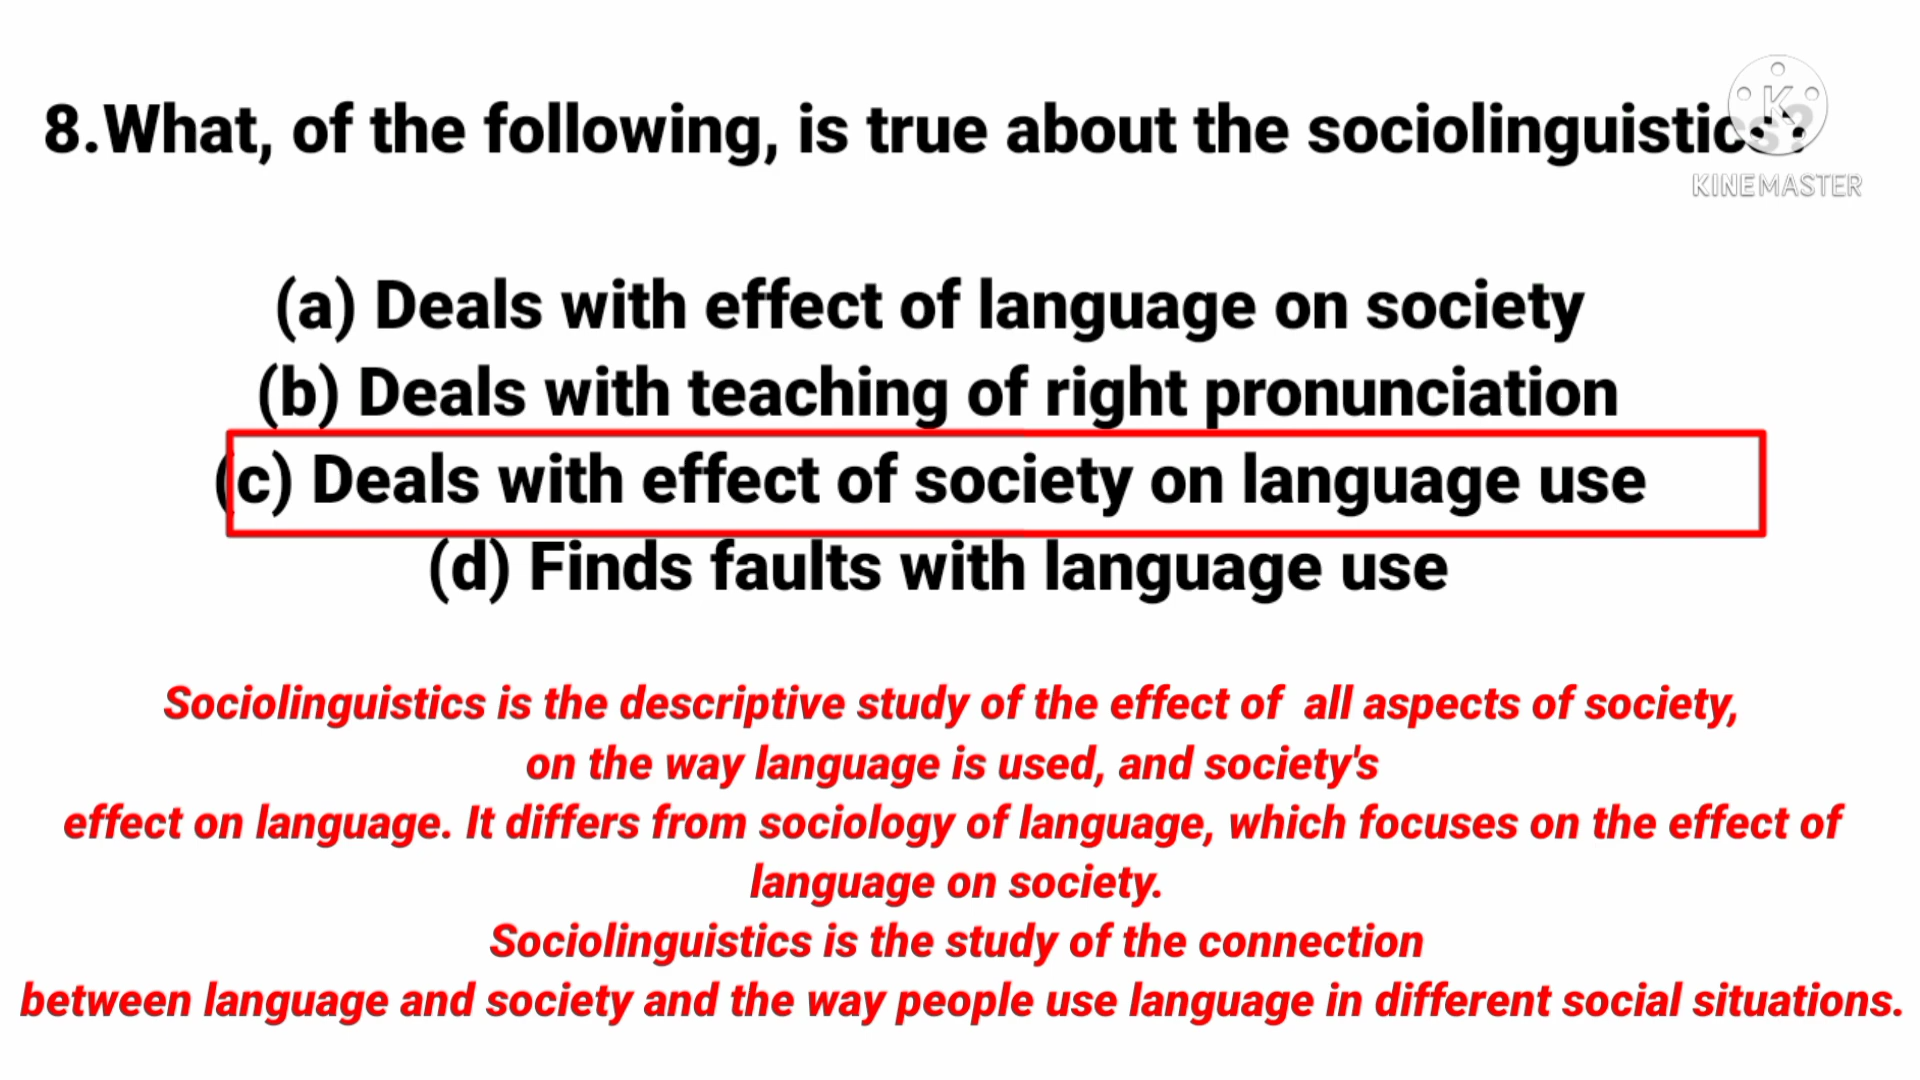 8.What, of the following, is true about the sociolinguistics?
K
KINEMASTER
(a) Deals with effect of language on society
(b) Deals with teaching of right pronunciation
(c) Deals with effect of society on language use
(d) Finds faults with language use
Sociolinguistics is the descriptive study of the effect of all aspects of society,
on the way language is used, and society's
effect on language. It differs from sociology of language, which focuses on the effect of
language on society.
Sociolinguistics is the study of the connection
between language and society and the way people use language in different social situations.